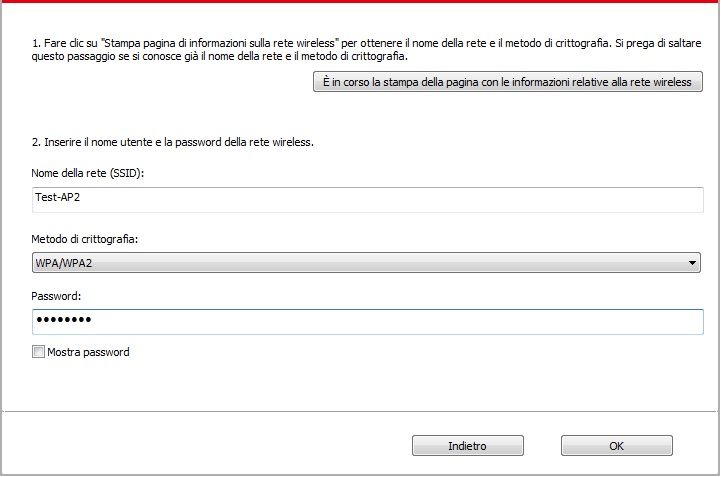 1. Fare clic su "Stampa pagina di informazioni sulla rete wireless" per ottenere il nome della rete e il metodo di crittografia. Si prega di saltare
questo passaggio se si conosce già il nome della rete e il metodo di crittografia.
È in corso la stampa della pagina con le informazioni relative alla rete wireless
2. Inserire il nome utente e la password della rete wireless.
Nome della rete (SSID):
Test-AP2
Metodo di crittografia:
WPA/WPA2
Password:
●●●●●●●●
Mostra password
Indietro
OK